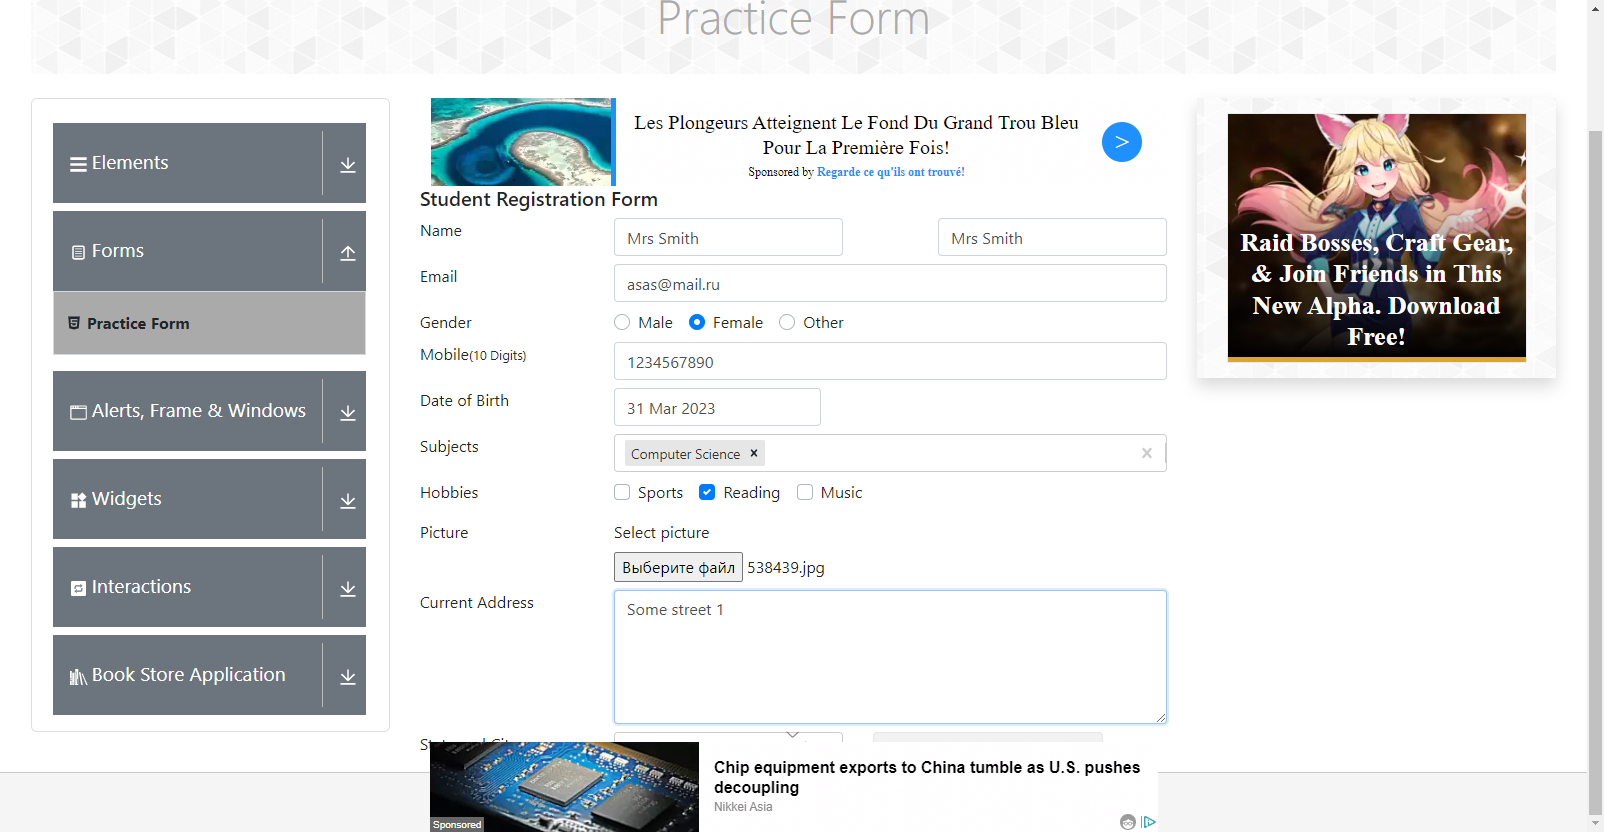 Practice Form
Elements
Forms
Practice Form
Alerts, Frame & Windows
Widgets
Interactions
Book Store Application
Les Plongeurs Atteignent Le Fond Du Grand Trou Bleu
Pour La Première Fois!
Sponsored by Regarde ce qu'ils ont trouvé!
>
Student Registration Form
Name
Mrs Smith
Mrs Smith
Email
asas@mail.ru
Gender
Male Female Other
Mobile(10 Digits)
1234567890
Date of Birth
31 Mar 2023
Subjects
Computer Science ×
Hobbies
Sports Reading Music
Picture
Select picture
Выберите файл 538439.jpg
Current Address
Some street 1
Chip equipment exports to China tumble as U.S. pushes
decoupling
Nikkei Asia
Sponsored
Raid Bosses, Craft Gear,
& Join Friends in This
New Alpha. Download
Free!